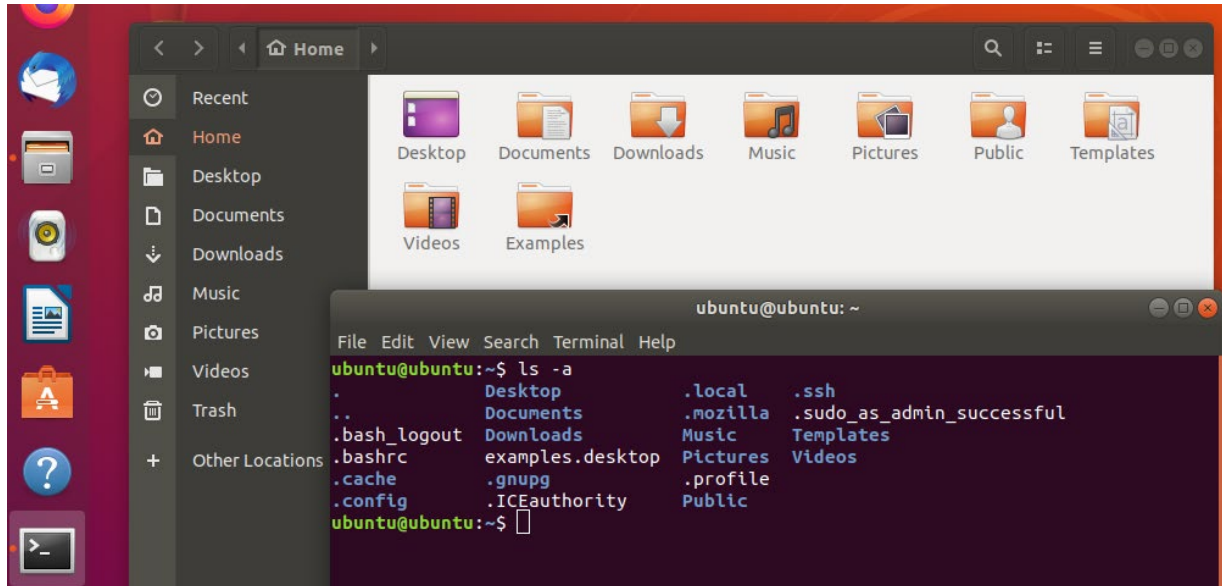 Home
Recent
Home
Desktop
Documents
Downloads
Music
Pictures
Videos
Trash
Other Locations
Desktop Documents Downloads Music Pictures Public Templates
Videos Examples
ubuntu@ubuntu: ~
File Edit View Search Terminal Help
ubuntu@ubuntu:~$ ls -a
. Desktop .local .ssh
.. Documents .mozilla .sudo_as_admin_successful
.bash_logout Downloads Music Templates
.bashrc examples.desktop Pictures Videos
.cache .gnupg .profile
.config .ICEauthority Public
ubuntu@ubuntu:~$